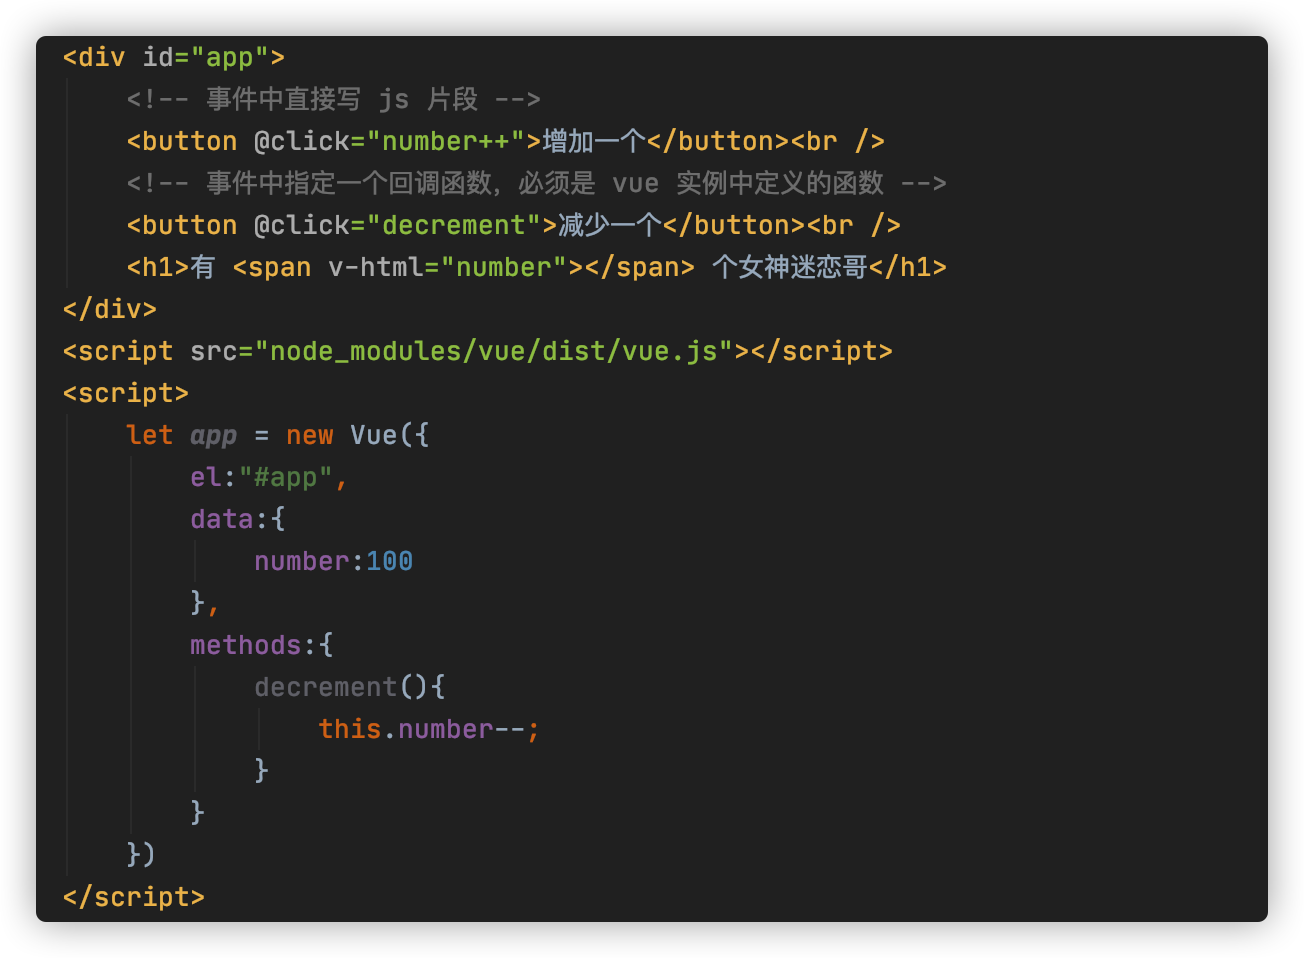 <div id="app">
    <!-- 事件中直接写 js 片段 -->
    <button @click="number++">增加一个</button><br />
    <!-- 事件中指定一个回调函数，必须是 vue 实例中定义的函数 -->
    <button @click="decrement">减少一个</button><br />
    <h1>有 <span v-html="number"></span> 个女神迷恋哥</h1>
</div>
<script src="node_modules/vue/dist/vue.js"></script>
<script>
    let app = new Vue({
        el:"#app",
        data:{
            number:100
        },
        methods:{
            decrement(){
                this.number--;
            }
        }
    })
</script>